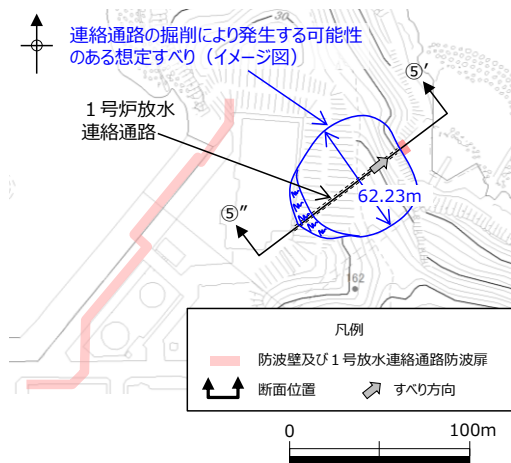 連絡通路の掘削により発生する可能性
のある想定すべり（イメージ図）
⑤’
１号炉放水
連絡通路
62.23m
⑤”
162
凡例
防波壁及び１号放水連絡通路防波扉
断面位置
すべり方向
0
100m